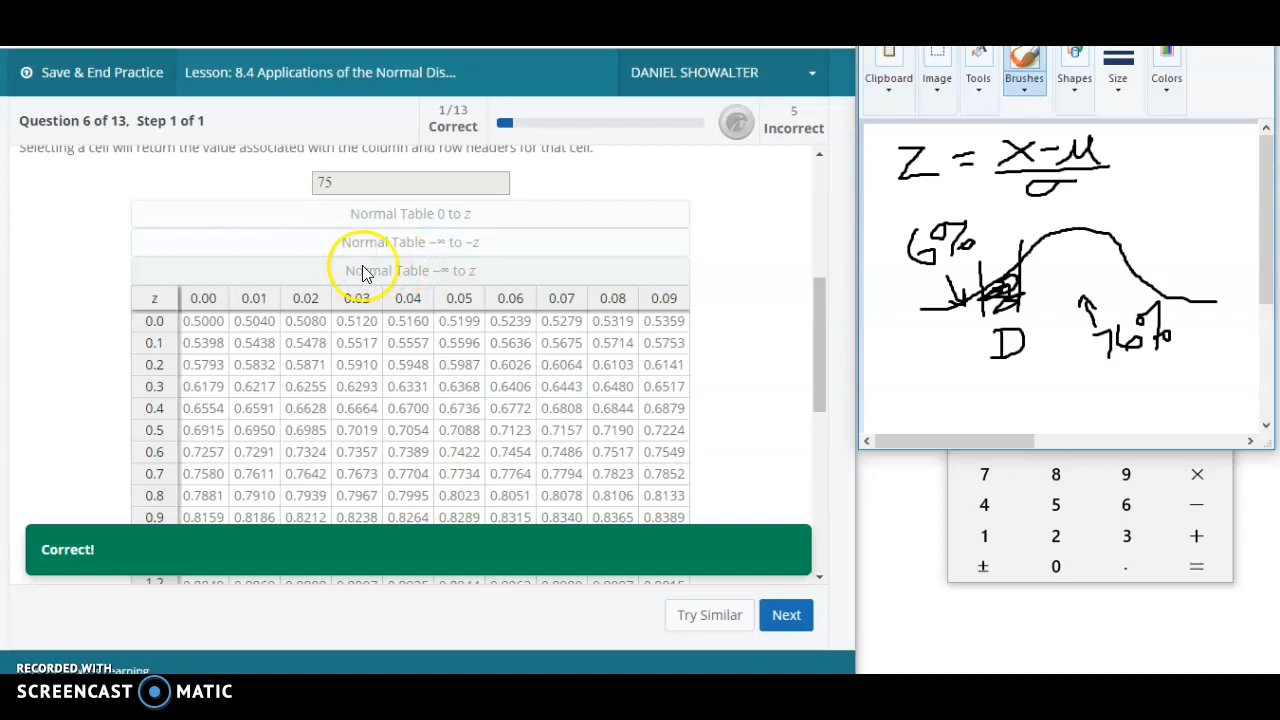 Save & End Practice
Lesson: 8.4 Applications of the Normal Dis...
DANIEL SHOWALTER
Question 6 of 13, Step 1 of 1
1/13
Correct
5
Incorrect
Selecting a cell will return the value associated with the column and row headers for that cell.
75
Normal Table 0 to z
Normal Table −∞ to −z
Normal Table −∞ to z
z 0.00 0.01 0.02 0.03 0.04 0.05 0.06 0.07 0.08 0.09
0.0 0.5000 0.5040 0.5080 0.5120 0.5160 0.5199 0.5239 0.5279 0.5319 0.5359
0.1 0.5398 0.5438 0.5478 0.5517 0.5557 0.5596 0.5636 0.5675 0.5714 0.5753
0.2 0.5793 0.5832 0.5871 0.5910 0.5948 0.5987 0.6026 0.6064 0.6103 0.6141
0.3 0.6179 0.6217 0.6255 0.6293 0.6331 0.6368 0.6406 0.6443 0.6480 0.6517
0.4 0.6554 0.6591 0.6628 0.6664 0.6700 0.6736 0.6772 0.6808 0.6844 0.6879
0.5 0.6915 0.6950 0.6985 0.7019 0.7054 0.7088 0.7123 0.7157 0.7190 0.7224
0.6 0.7257 0.7291 0.7324 0.7357 0.7389 0.7422 0.7454 0.7486 0.7517 0.7549
0.7 0.7580 0.7611 0.7642 0.7673 0.7704 0.7734 0.7764 0.7794 0.7823 0.7852
0.8 0.7881 0.7910 0.7939 0.7967 0.7995 0.8023 0.8051 0.8078 0.8106 0.8133
0.9 0.8159 0.8186 0.8212 0.8238 0.8264 0.8289 0.8315 0.8340 0.8365 0.8389
Correct!
Try Similar
Next
RECORDED WITH
SCREENCAST MATIC
Clipboard Image Tools Brushes Shapes Size Colors
Z = x−μ
σ
6%
D
76%
7 8 9 ×
4 5 6 −
1 2 3 +
± 0 . =